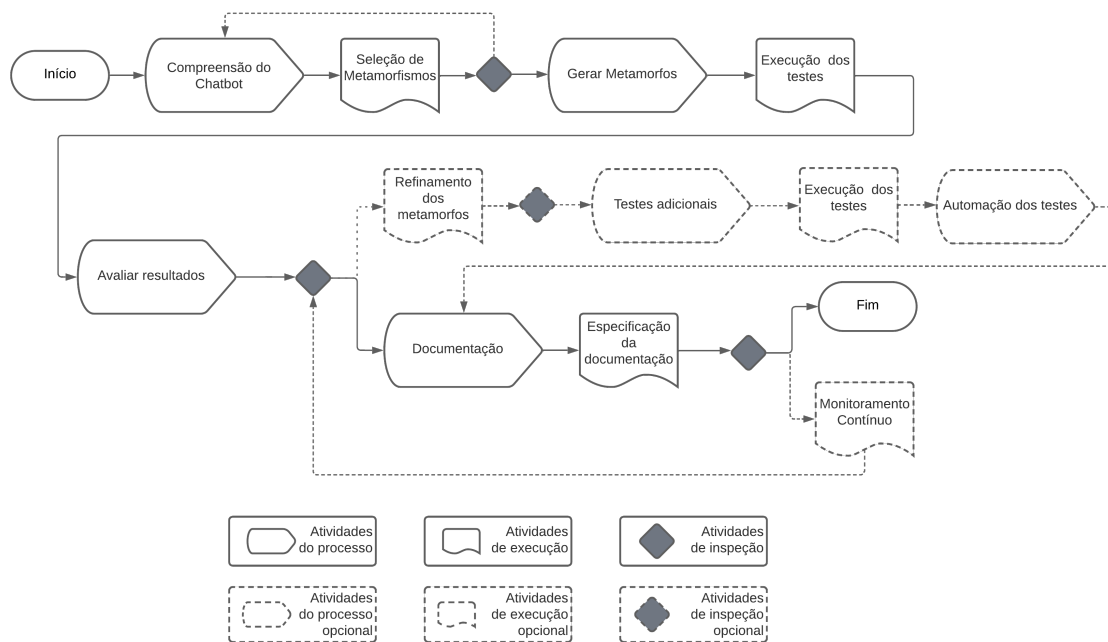 Início
Compreensão do
Chatbot
Seleção de
Metamorfismos
Gerar Metamorfos
Execução dos
testes
Refinamento
dos
metamorfos
Testes adicionais
Execução dos
testes
Automação dos testes
Avaliar resultados
Documentação
Especificação
da
documentação
Fim
Monitoramento
Contínuo
Atividades
do processo
Atividades
de execução
Atividades
de inspeção
Atividades
do processo
opcional
Atividades
de execução
opcional
Atividades
de inspeção
opcional